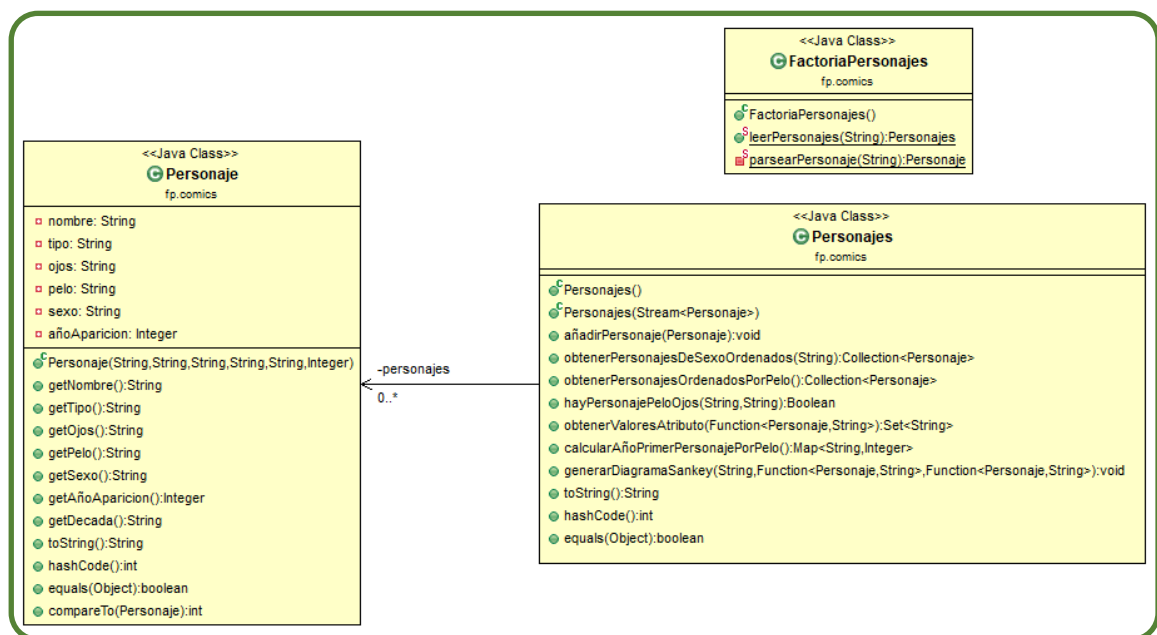 <<Java Class>>
FactoriaPersonajes
fp.comics
FactoriaPersonajes()
leerPersonajes(String):Personajes
parsearPersonaje(String):Personaje
<<Java Class>>
Personaje
fp.comics
nombre: String
tipo: String
ojos: String
pelo: String
sexo: String
añoAparicion: Integer
Personaje(String,String,String,String,String,Integer)
getNombre():String
getTipo():String
getOjos():String
getPelo():String
getSexo():String
getAñoAparicion():Integer
getDecada():String
toString():String
hashCode():int
equals(Object):boolean
compareTo(Personaje):int
-personajes
0..*
<<Java Class>>
Personajes
fp.comics
Personajes()
Personajes(Stream<Personaje>)
añadirPersonaje(Personaje):void
obtenerPersonajesDeSexoOrdenados(String):Collection<Personaje>
obtenerPersonajesOrdenadosPorPelo():Collection<Personaje>
hayPersonajePeloOjos(String,String):Boolean
obtenerValoresAtributo(Function<Personaje,String>):Set<String>
calcularAñoPrimerPersonajePorPelo():Map<String,Integer>
generarDiagramaSankey(String,Function<Personaje,String>,Function<Personaje,String>):void
toString():String
hashCode():int
equals(Object):boolean